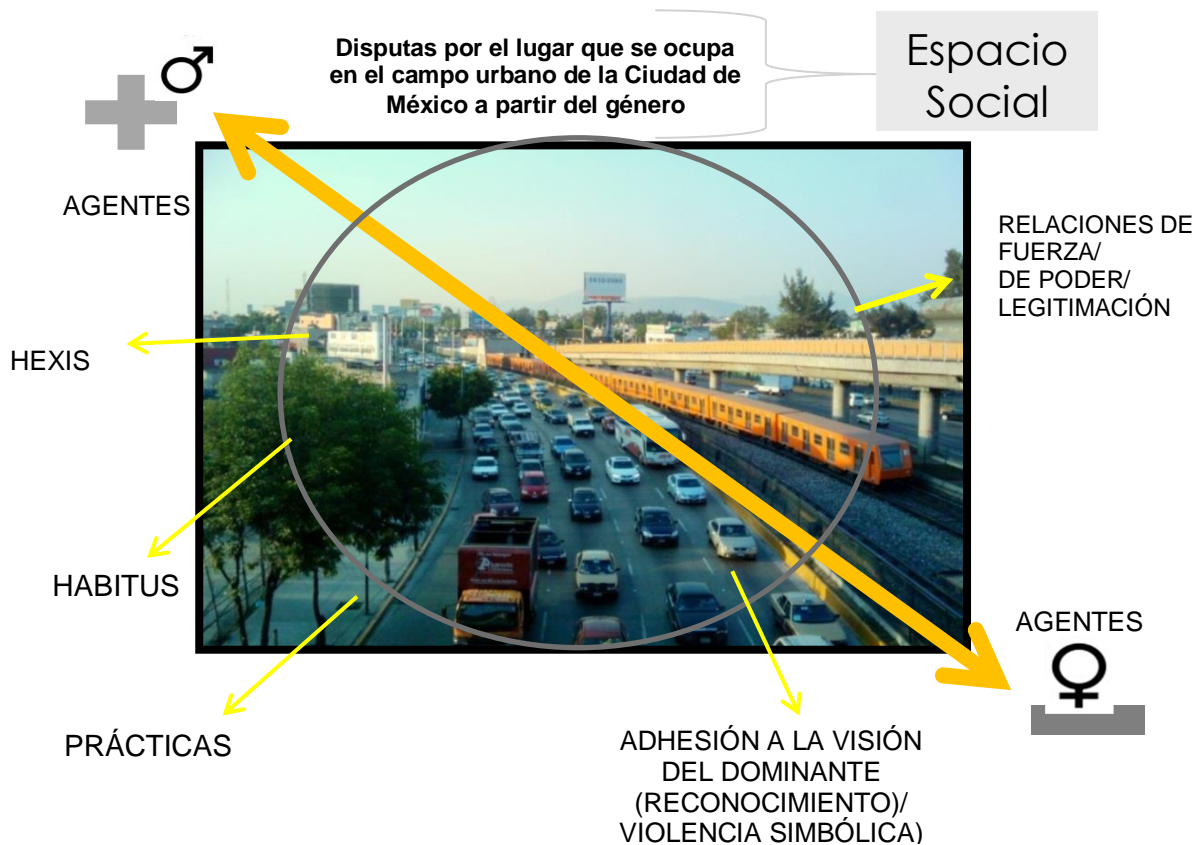 Disputas por el lugar que se ocupa
en el campo urbano de la Ciudad de
México a partir del género
Espacio
Social
AGENTES
RELACIONES DE
FUERZA/
DE PODER/
LEGITIMACIÓN
HEXIS
HABITUS
AGENTES
PRÁCTICAS
ADHESIÓN A LA VISIÓN
DEL DOMINANTE
(RECONOCIMIENTO)/
VIOLENCIA SIMBÓLICA)